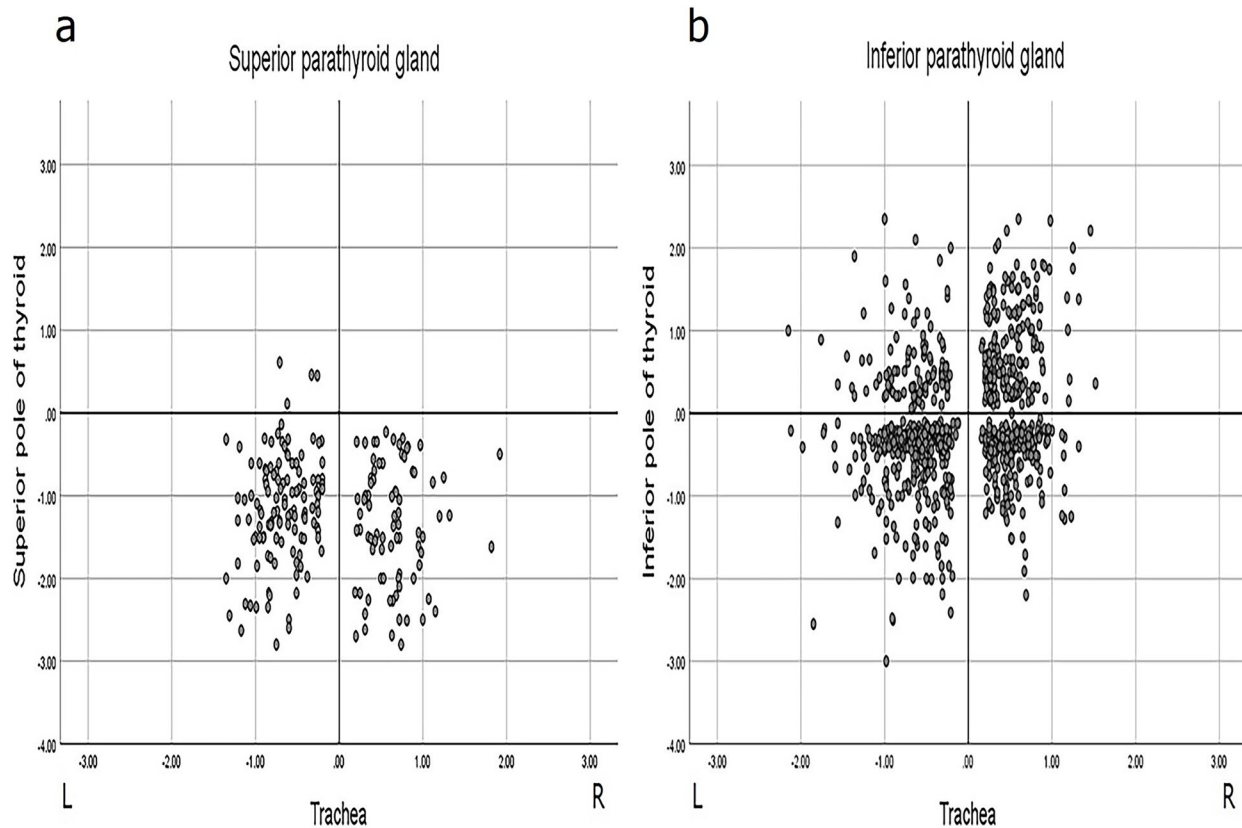 a
Superior parathyroid gland
Superior pole of thyroid
3.00
2.00
1.00
.00
-1.00
-2.00
-3.00
-4.00
-3.00 -2.00 -1.00 .00 1.00 2.00 3.00
L R
Trachea
b
Inferior parathyroid gland
Inferior pole of thyroid
3.00
2.00
1.00
.00
-1.00
-2.00
-3.00
-4.00
-3.00 -2.00 -1.00 .00 1.00 2.00 3.00
L R
Trachea